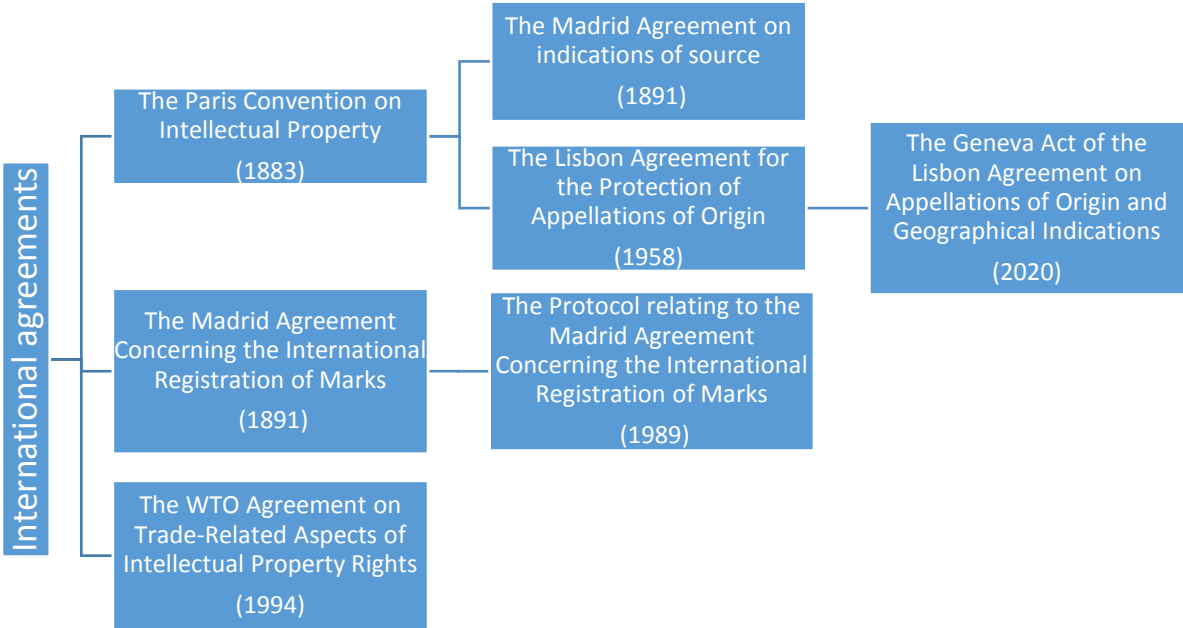 International agreements
The Paris Convention on
Intellectual Property
(1883)
The Madrid Agreement on
indications of source
(1891)
The Lisbon Agreement for
the Protection of
Appellations of Origin
(1958)
The Geneva Act of the
Lisbon Agreement on
Appellations of Origin and
Geographical Indications
(2020)
The Madrid Agreement
Concerning the International
Registration of Marks
(1891)
The Protocol relating to the
Madrid Agreement
Concerning the International
Registration of Marks
(1989)
The WTO Agreement on
Trade-Related Aspects of
Intellectual Property Rights
(1994)